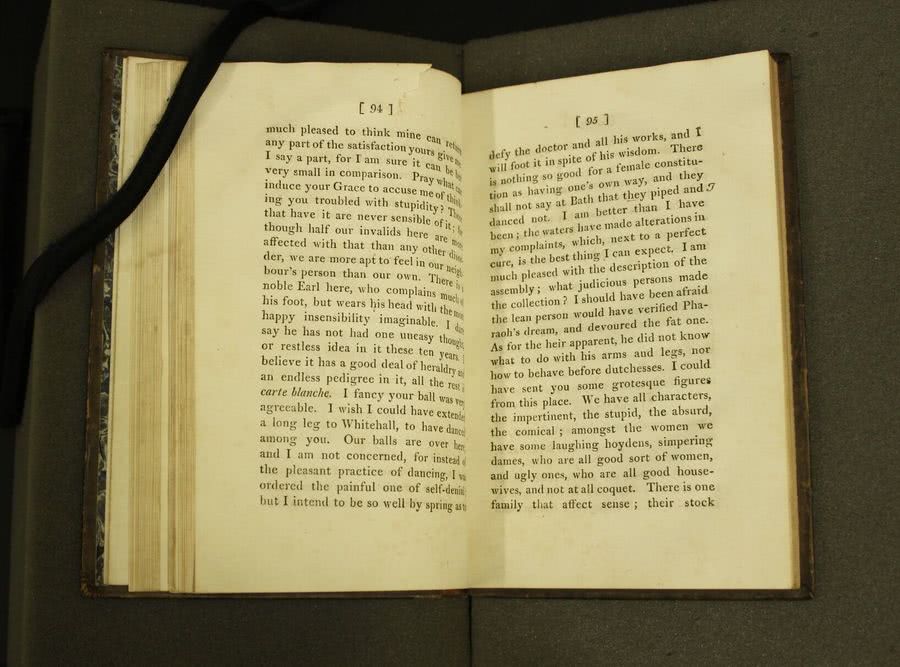 [ 94 ]
much pleased to think mine can return
any part of the satisfaction yours give me
I say a part, for I am sure it can be but
very small in comparison. Pray what can
induce your Grace to accuse me of think-
ing you troubled with stupidity? Those
that have it are never sensible of it; for
though half our invalids here are more
affected with that than any other disor-
der, we are more apt to feel in our neigh-
bour's person than our own. There is a
noble Earl here, who complains much of
his foot, but wears his head with the most
happy insensibility imaginable. I dare
say he has not had one uneasy thought,
or restless idea in it these ten years. I
believe it has a good deal of heraldry and
an endless pedigree in it, all the rest is
carte blanche. I fancy your ball was very
agreeable. I wish I could have extended
a long leg to Whitehall, to have danced
among you. Our balls are over here,
and I am not concerned, for instead of
the pleasant practice of dancing, I was
ordered the painful one of self-denial;
but I intend to be so well by spring as to
[ 95 ]
defy the doctor and all his works, and I
will foot it in spite of his wisdom. There
is nothing so good for a female constitu-
tion as having one's own way, and they
shall not say at Bath that they piped and I
danced not. I am better than I have
been; the waters have made alterations in
my complaints, which, next to a perfect
cure, is the best thing I can expect. I am
much pleased with the description of the
assembly; what judicious persons made
the collection? I should have been afraid
the lean person would have verified Pha-
raoh's dream, and devoured the fat one.
As for the heir apparent, he did not know
what to do with his arms and legs, nor
how to behave before dutchesses. I could
have sent you some grotesque figures
from this place. We have all characters,
the impertinent, the stupid, the absurd,
the comical; amongst the women we
have some laughing hoydens, simpering
dames, who are all good sort of women,
and ugly ones, who are all good house-
wives, and not at all coquet. There is one
family that affect sense; their stock